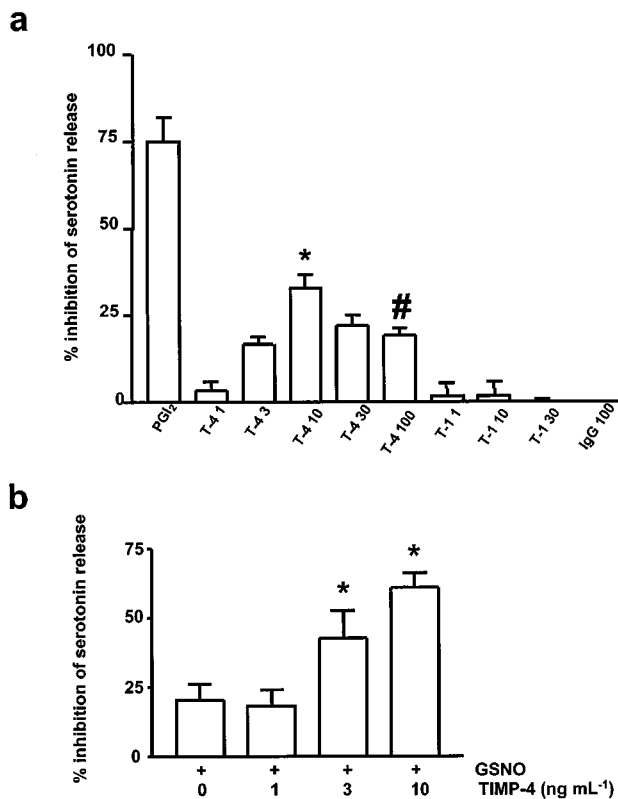 a
% inhibition of serotonin release
100
75
50
25
0
*
#
PGI₂
T-4 1
T-4 3
T-4 10
T-4 30
T-4 100
T-1 1
T-1 10
T-1 30
IgG 100
b
% inhibition of serotonin release
75
50
25
0
*
*
+ + + + GSNO
0 1 3 10 TIMP-4 (ng mL⁻¹)